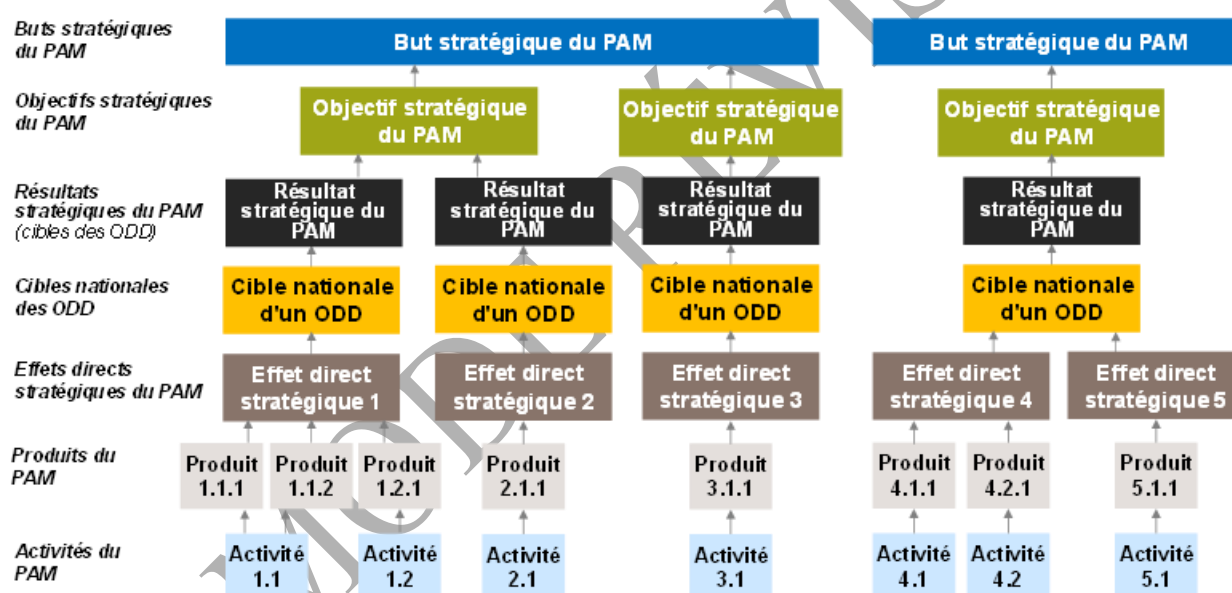 Buts stratégiques
du PAM
But stratégique du PAM
But stratégique du PAM
Objectifs stratégiques
du PAM
Objectif stratégique
du PAM
Objectif stratégique
du PAM
Objectif stratégique
du PAM
Résultats
stratégiques du PAM
(cibles des ODD)
Résultat
stratégique du
PAM
Résultat
stratégique du
PAM
Résultat
stratégique du
PAM
Résultat
stratégique du
PAM
Cibles nationales
des ODD
Cible nationale
d'un ODD
Cible nationale
d'un ODD
Cible nationale
d'un ODD
Cible nationale
d'un ODD
Effets directs
stratégiques du PAM
Effet direct
stratégique 1
Effet direct
stratégique 2
Effet direct
stratégique 3
Effet direct
stratégique 4
Effet direct
stratégique 5
Produits du
PAM
Produit
1.1.1
Produit
1.1.2
Produit
1.2.1
Produit
2.1.1
Produit
3.1.1
Produit
4.1.1
Produit
4.2.1
Produit
5.1.1
Activités du
PAM
Activité
1.1
Activité
1.2
Activité
2.1
Activité
3.1
Activité
4.1
Activité
4.2
Activité
5.1